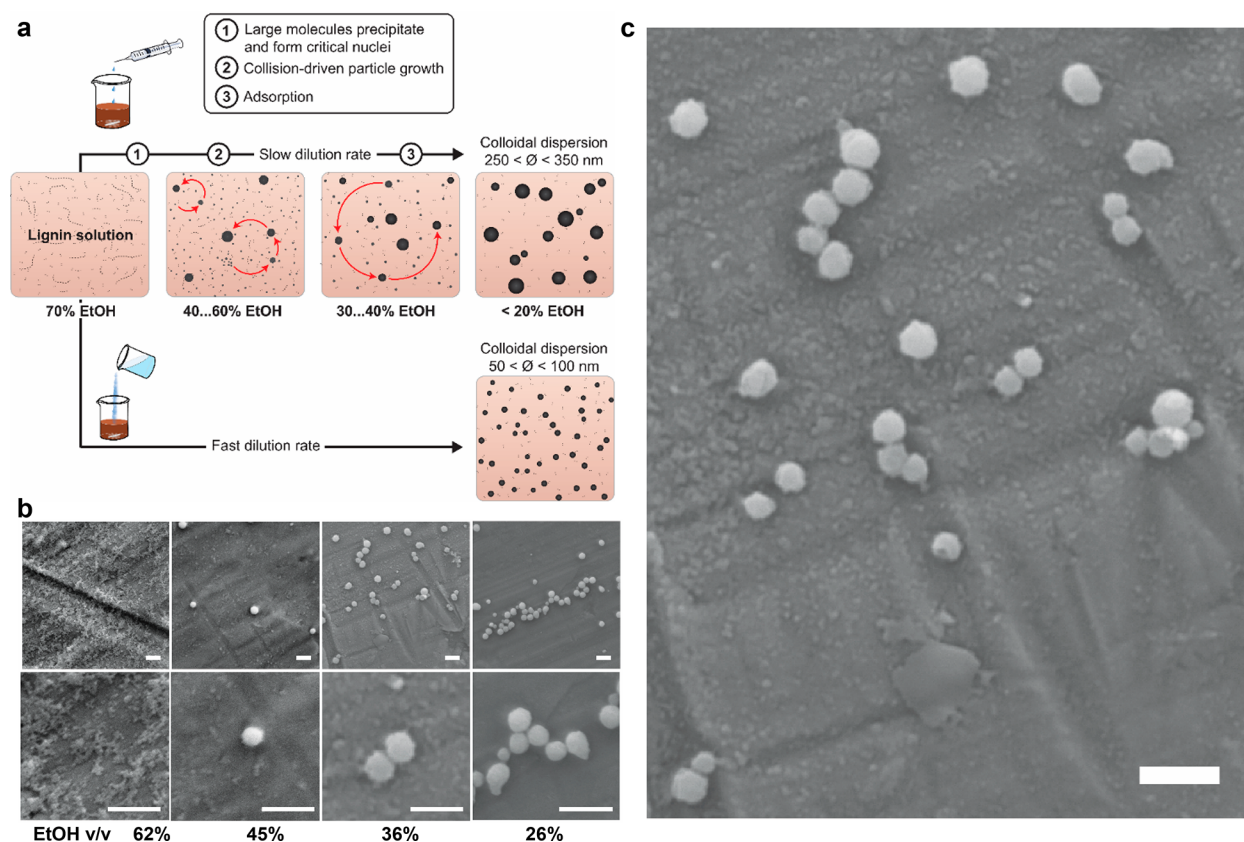 a
1 Large molecules precipitate
and form critical nuclei
2 Collision-driven particle growth
3 Adsorption
1 2 Slow dilution rate 3
Colloidal dispersion
250 < Ø < 350 nm
Lignin solution
70% EtOH
40...60% EtOH
30...40% EtOH
< 20% EtOH
Colloidal dispersion
50 < Ø < 100 nm
Fast dilution rate
b
EtOH v/v 62% 45% 36% 26%
c